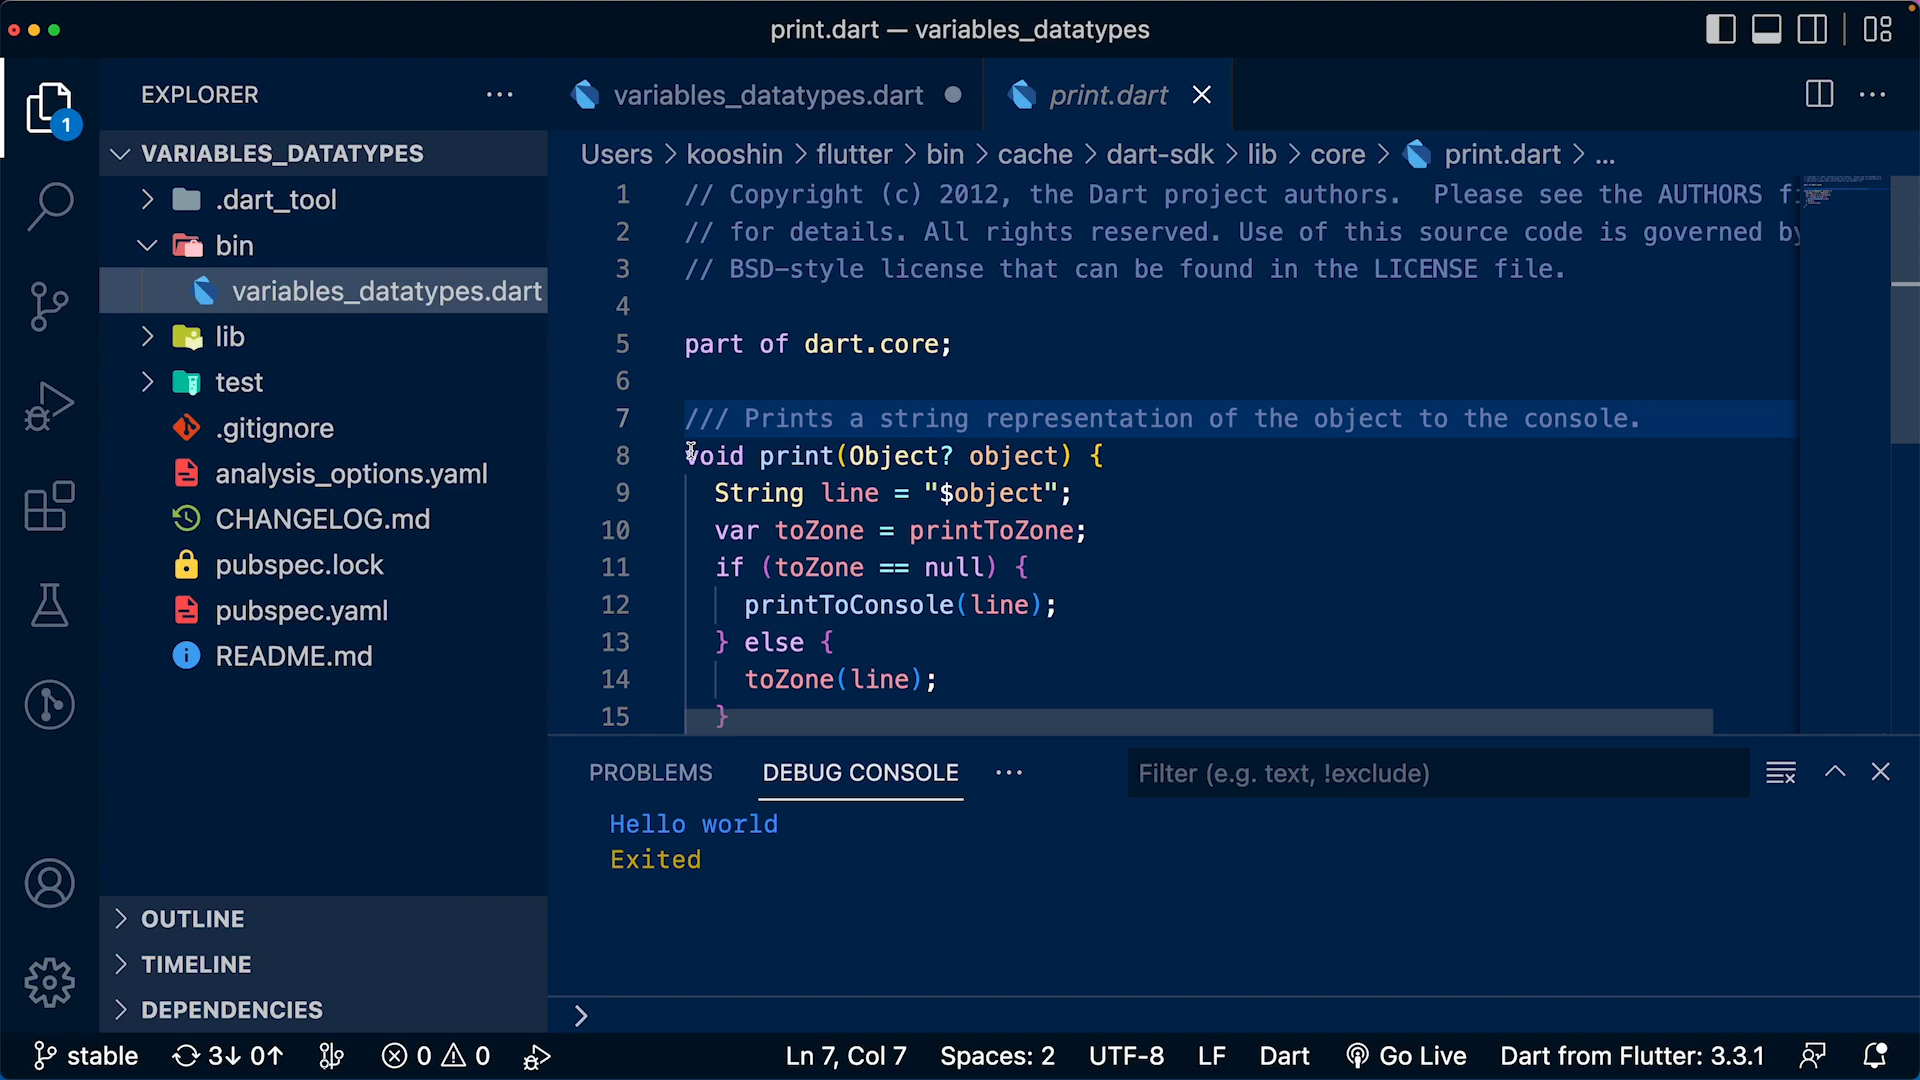 print.dart — variables_datatypes
EXPLORER
variables_datatypes.dart
print.dart
VARIABLES_DATATYPES
.dart_tool
bin
variables_datatypes.dart
lib
test
.gitignore
analysis_options.yaml
CHANGELOG.md
pubspec.lock
pubspec.yaml
README.md
OUTLINE
TIMELINE
DEPENDENCIES
1
Users > kooshin > flutter > bin > cache > dart-sdk > lib > core > print.dart > ...
1 // Copyright (c) 2012, the Dart project authors.  Please see the AUTHORS
2 // for details. All rights reserved. Use of this source code is governed by
3 // BSD-style license that can be found in the LICENSE file.
4
5 part of dart.core;
6
7 /// Prints a string representation of the object to the console.
8 void print(Object? object) {
9 String line = "$object";
10 var toZone = printToZone;
11 if (toZone == null) {
12 printToConsole(line);
13 } else {
14 toZone(line);
15 }
PROBLEMS DEBUG CONSOLE Filter (e.g. text, !exclude)
Hello world
Exited
stable 3↓ 0↑ 0 0 Ln 7, Col 7 Spaces: 2 UTF-8 LF Dart Go Live Dart from Flutter: 3.3.1